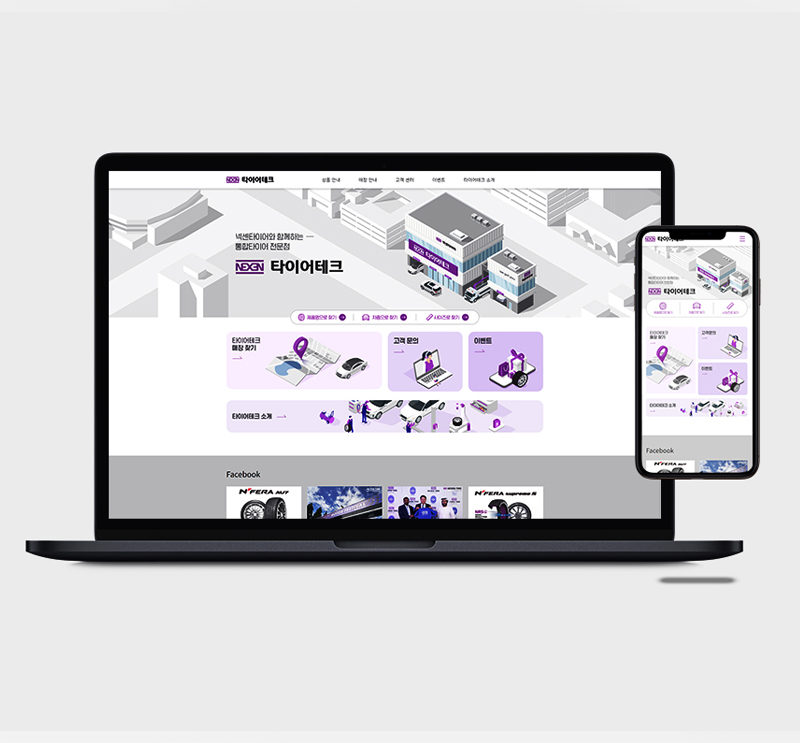 NEXEN 타이어테크
상품 안내 매장 안내 고객 센터 이벤트 타이어테크 소개
넥센타이어와 함께하는
통합타이어 전문점
NEXEN 타이어테크
제품명으로 찾기 차종으로 찾기 사이즈로 찾기
타이어테크
매장 찾기
고객 문의
이벤트
타이어테크 소개
Facebook
N'FERA AU7
N'FERA Supreme S
NEXEN 타이어테크
넥센타이어와 함께하는
통합타이어 전문점
NEXEN 타이어테크
타이어테크
매장 찾기
고객문의
이벤트
타이어테크 소개
Facebook